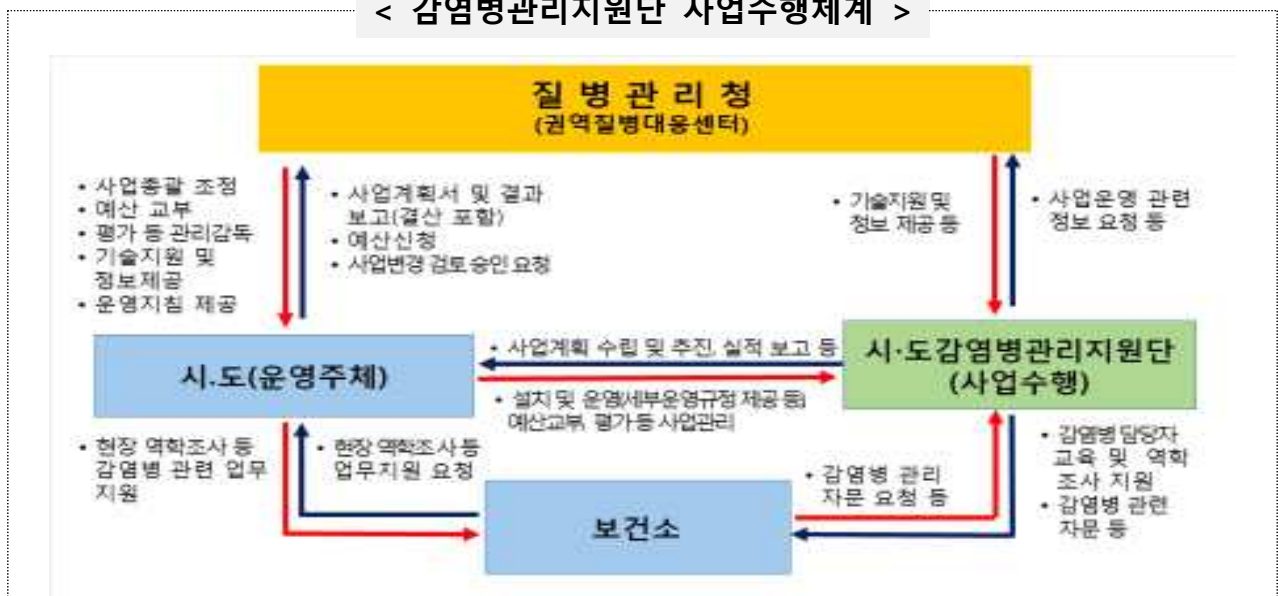 < 감염병관리지원단 사업수행체계 >
질 병 관 리 청
(권역질병대응센터)
• 사업총괄 조정
• 예산 교부
• 평가 등 관리감독
• 기술지원 및
정보제공
• 운영지침 제공
• 사업계획서 및 결과
보고(결산 포함)
• 예산신청
• 사업변경 검토 승인 요청
• 기술지원 및
정보 제공 등
• 사업운영 관련
정보 요청 등
시.도(운영주체)
• 사업계획 수립 및 추진, 실적 보고 등
• 설치 및 운영(세부운영규정 제공 등)
예산교부, 평가 등 사업관리
시·도감염병관리지원단
(사업수행)
• 현장 역학조사 등
감염병 관련 업무
지원
• 현장 역학조사 등
업무지원 요청
보건소
• 감염병 관리
자문 요청 등
• 감염병 담당자
교육 및 역학
조사 지원
• 감염병 관련
자문 등